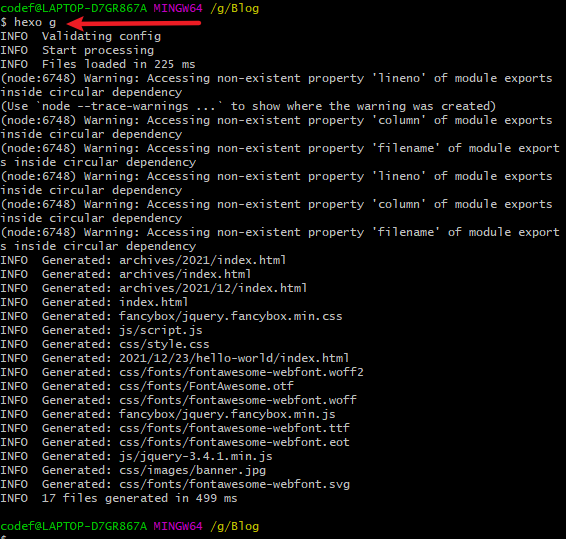 codef@LAPTOP-D7GR867A MINGW64 /g/Blog
$ hexo g
INFO  Validating config
INFO  Start processing
INFO  Files loaded in 225 ms
(node:6748) Warning: Accessing non-existent property 'lineno' of module exports
inside circular dependency
(Use `node --trace-warnings ...` to show where the warning was created)
(node:6748) Warning: Accessing non-existent property 'column' of module exports
inside circular dependency
(node:6748) Warning: Accessing non-existent property 'filename' of module export
s inside circular dependency
(node:6748) Warning: Accessing non-existent property 'lineno' of module exports
inside circular dependency
(node:6748) Warning: Accessing non-existent property 'column' of module exports
inside circular dependency
(node:6748) Warning: Accessing non-existent property 'filename' of module export
s inside circular dependency
INFO  Generated: archives/2021/index.html
INFO  Generated: archives/index.html
INFO  Generated: archives/2021/12/index.html
INFO  Generated: index.html
INFO  Generated: fancybox/jquery.fancybox.min.css
INFO  Generated: js/script.js
INFO  Generated: css/style.css
INFO  Generated: 2021/12/23/hello-world/index.html
INFO  Generated: css/fonts/fontawesome-webfont.woff2
INFO  Generated: css/fonts/FontAwesome.otf
INFO  Generated: css/fonts/fontawesome-webfont.woff
INFO  Generated: fancybox/jquery.fancybox.min.js
INFO  Generated: css/fonts/fontawesome-webfont.ttf
INFO  Generated: css/fonts/fontawesome-webfont.eot
INFO  Generated: js/jquery-3.4.1.min.js
INFO  Generated: css/images/banner.jpg
INFO  Generated: css/fonts/fontawesome-webfont.svg
INFO  17 files generated in 499 ms
codef@LAPTOP-D7GR867A MINGW64 /g/Blog
$